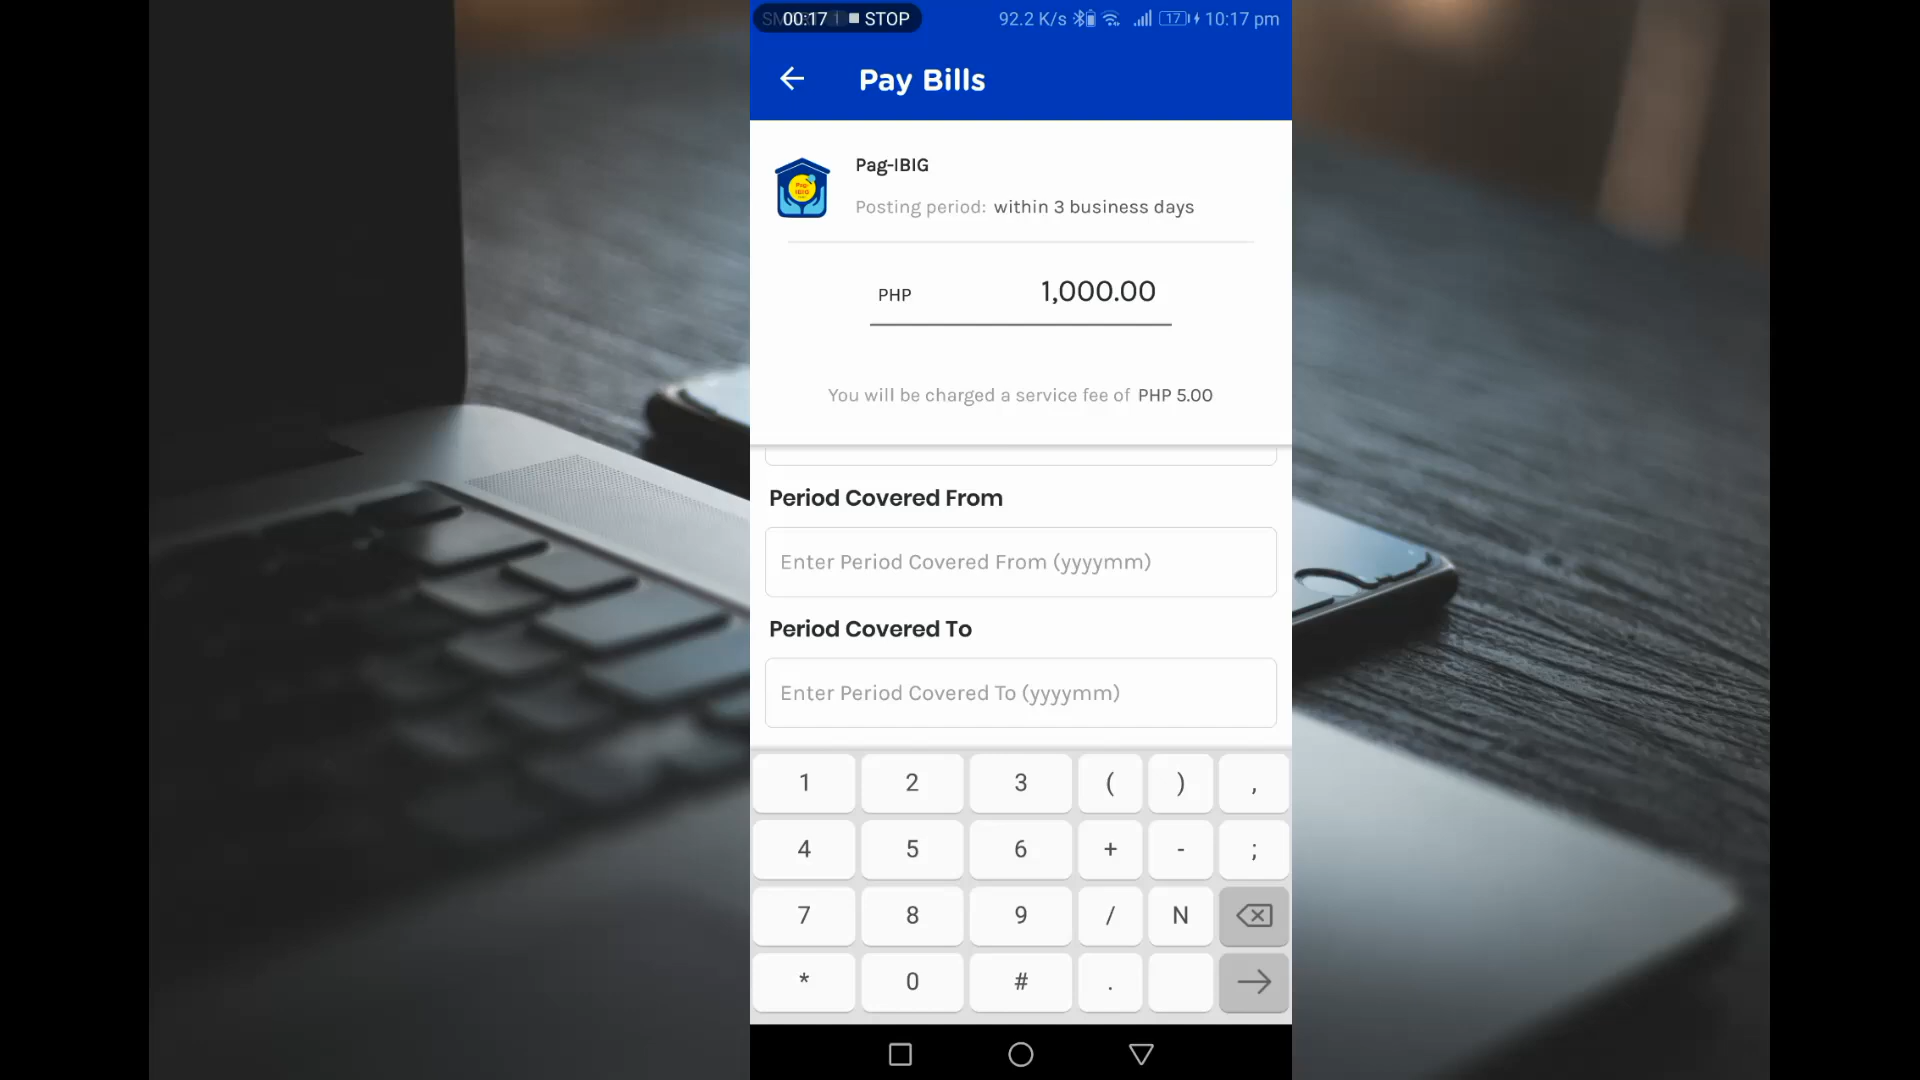 00:17 STOP 92.2 K/s 17 10:17 pm
Pay Bills
Pag-IBIG
Posting period: within 3 business days
PHP 1,000.00
You will be charged a service fee of PHP 5.00
Period Covered From
Enter Period Covered From (yyyymm)
Period Covered To
Enter Period Covered To (yyyymm)
1 2 3 ( ) ,
4 5 6 + - ;
7 8 9 / N
* 0 # .